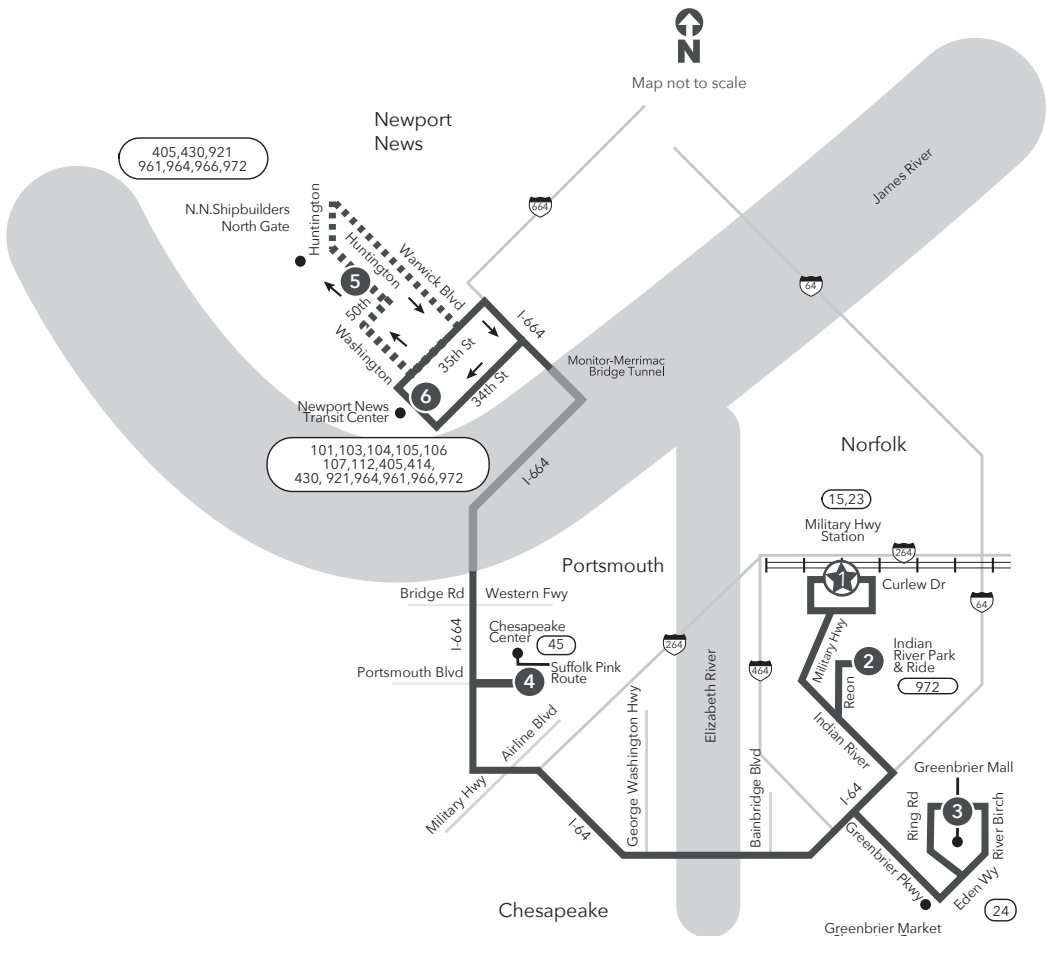 N
Map not to scale
Newport
News
405,430,921
961,964,966,972
James River
N.N.Shipbuilders
North Gate
Huntington
664
Huntington
Warwick Blvd
5
64
50th
I-664
Washington
35th St
34th St
Monitor-Merrimac
Bridge Tunnel
6
Newport News
Transit Center
101,103,104,105,106
107,112,405,414,
430, 921,964,961,966,972
I-664
Norfolk
15,23
Military Hwy
Station
264
Portsmouth
1
Curlew Dr
Bridge Rd
Western Fwy
64
I-664
Chesapeake
Center
45
264
Military Hwy
Indian
River Park
& Ride
2
972
Portsmouth Blvd
Suffolk Pink
Route
4
464
Reon
Elizabeth River
George Washington Hwy
Airline Blvd
Indian River
Military Hwy
Bainbridge Blvd
Greenbrier Mall
I-64
I-64
Ring Rd
3
River Birch
Greenbrier Pkwy
Eden Wy
24
Chesapeake
Greenbrier Market